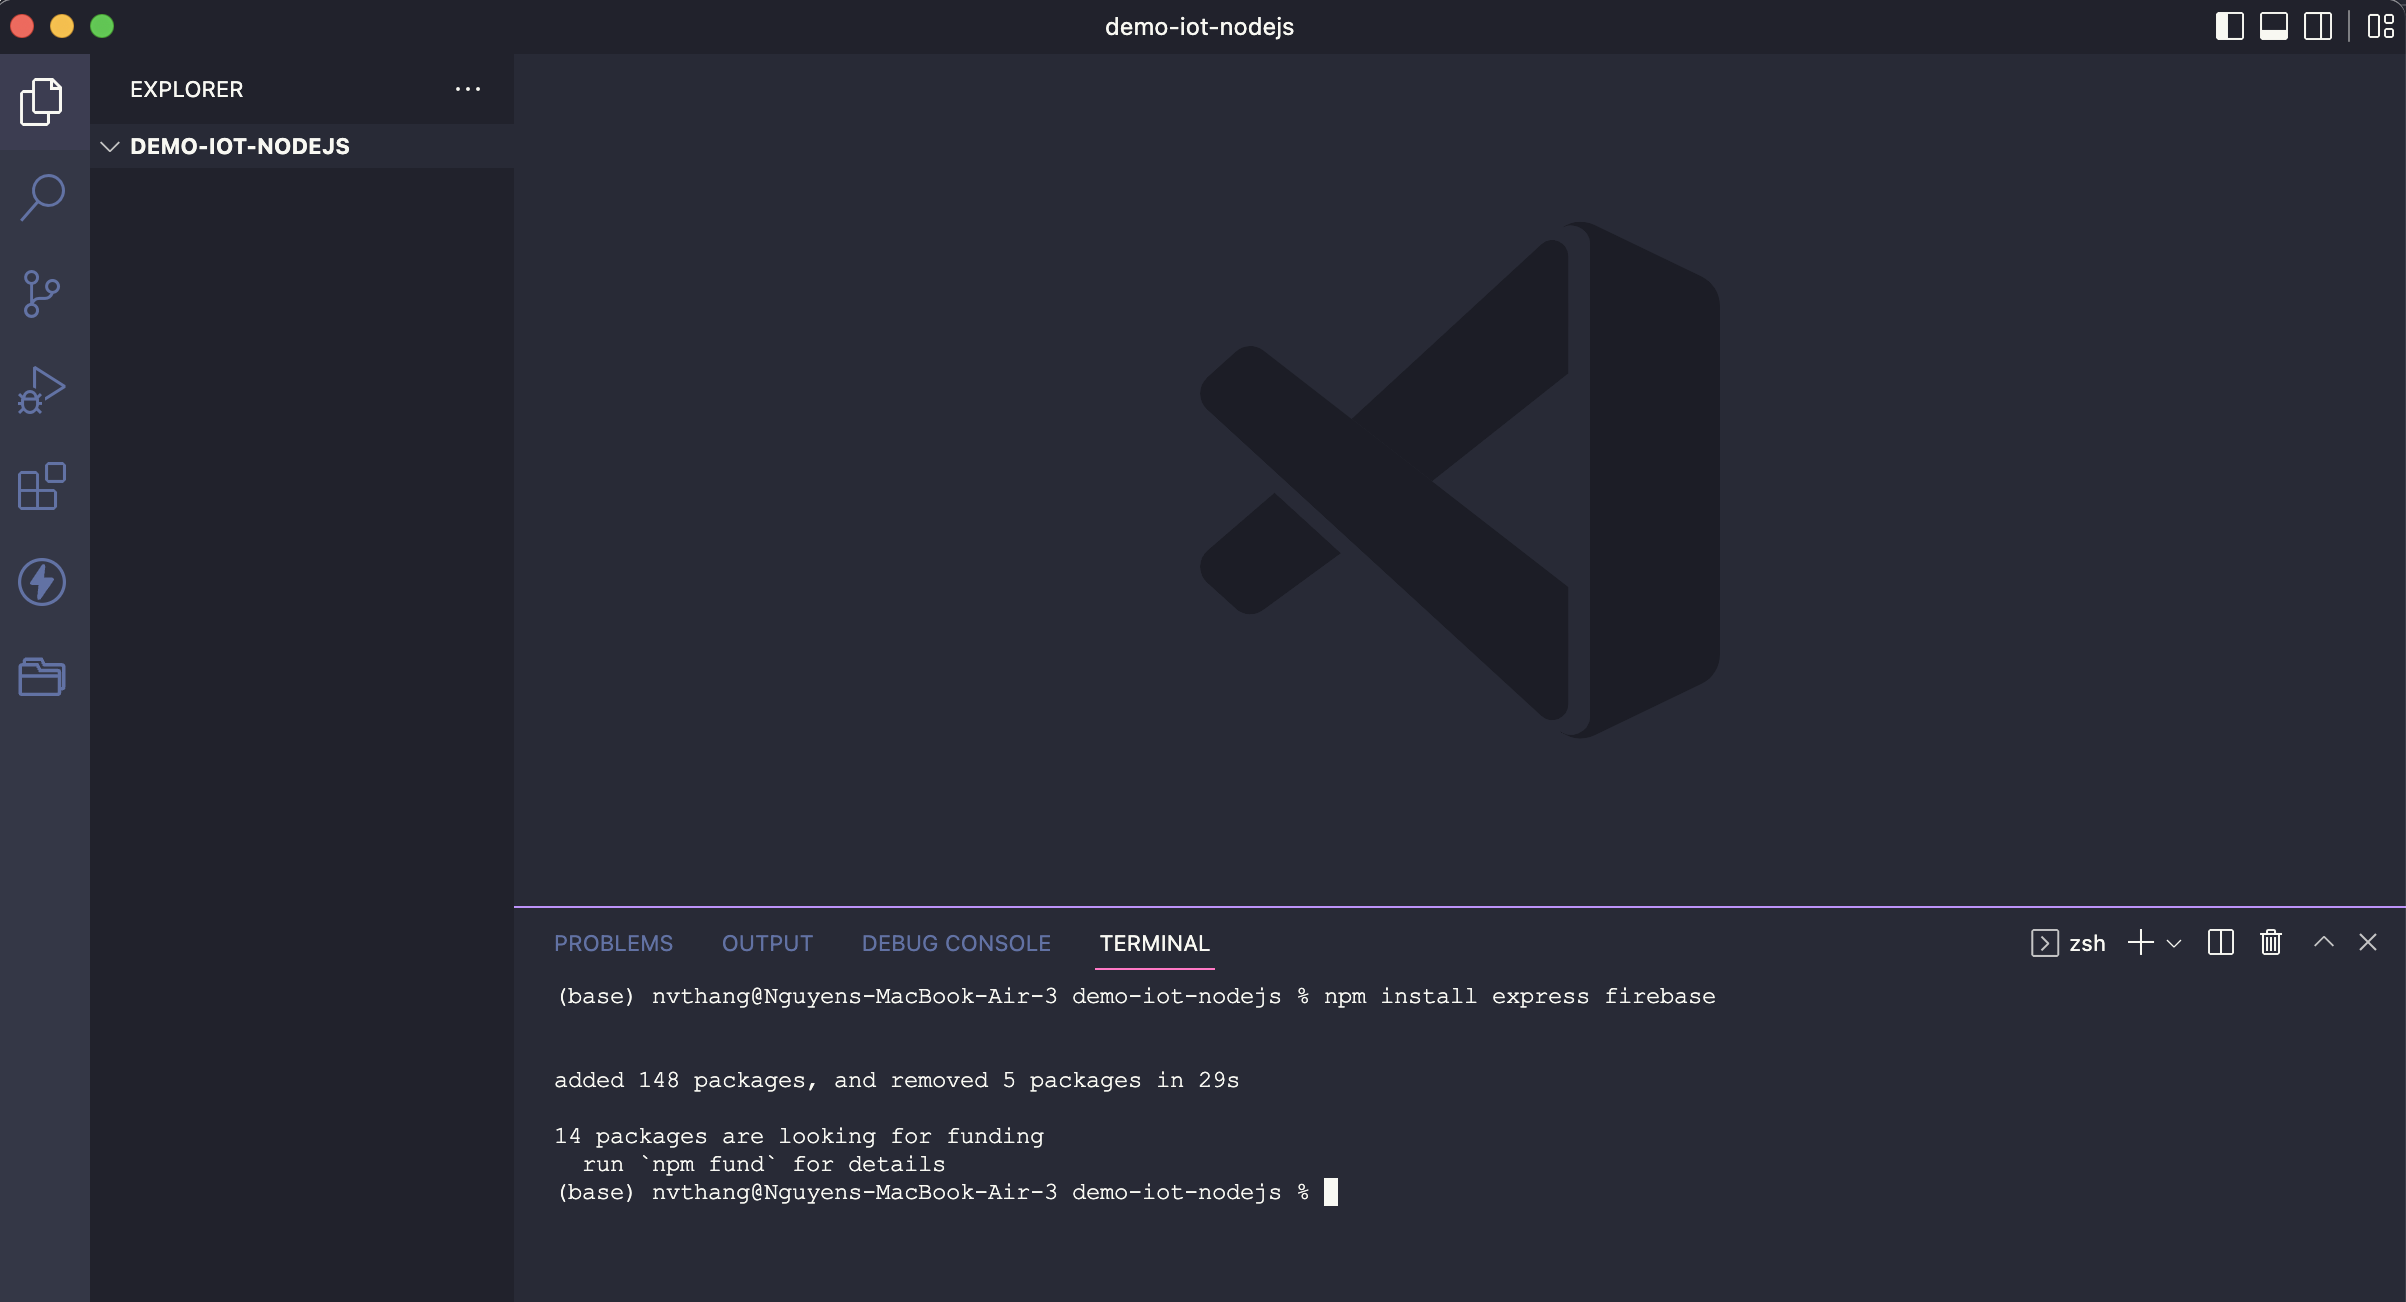 demo-iot-nodejs
EXPLORER
DEMO-IOT-NODEJS
PROBLEMS OUTPUT DEBUG CONSOLE TERMINAL zsh
(base) nvthang@Nguyens-MacBook-Air-3 demo-iot-nodejs % npm install express firebase
added 148 packages, and removed 5 packages in 29s
14 packages are looking for funding
run `npm fund` for details
(base) nvthang@Nguyens-MacBook-Air-3 demo-iot-nodejs %